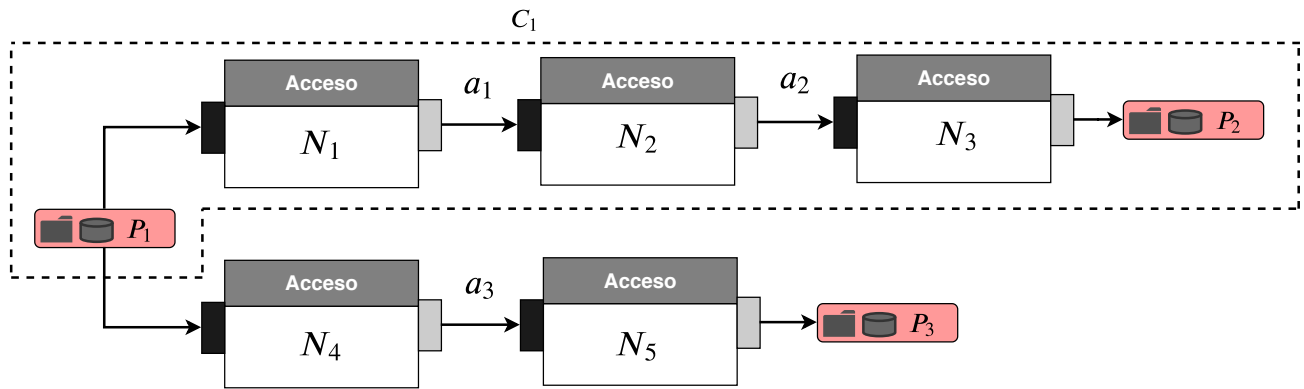 C₁
Acceso
a₁
Acceso
a₂
Acceso
N₁
N₂
N₃
P₂
P₁
Acceso
a₃
Acceso
N₄
N₅
P₃